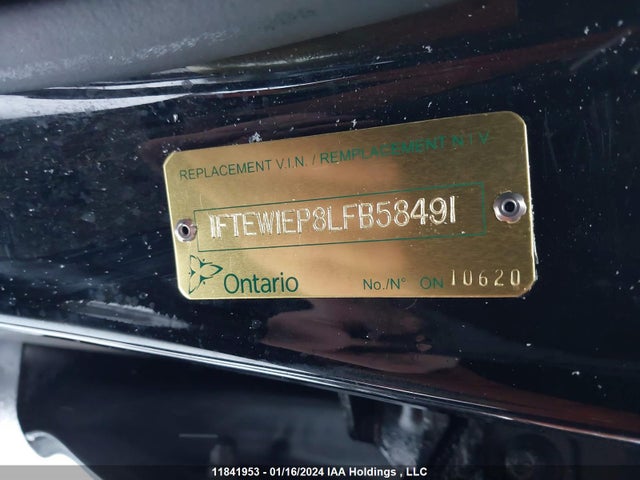 REPLACEMENT V.I.N. / REMPLACEMENT N.I.V.
1FTEW1EP8LFB58491
Ontario
No./N° ON 10620
11841953 - 01/16/2024 IAA Holdings , LLC